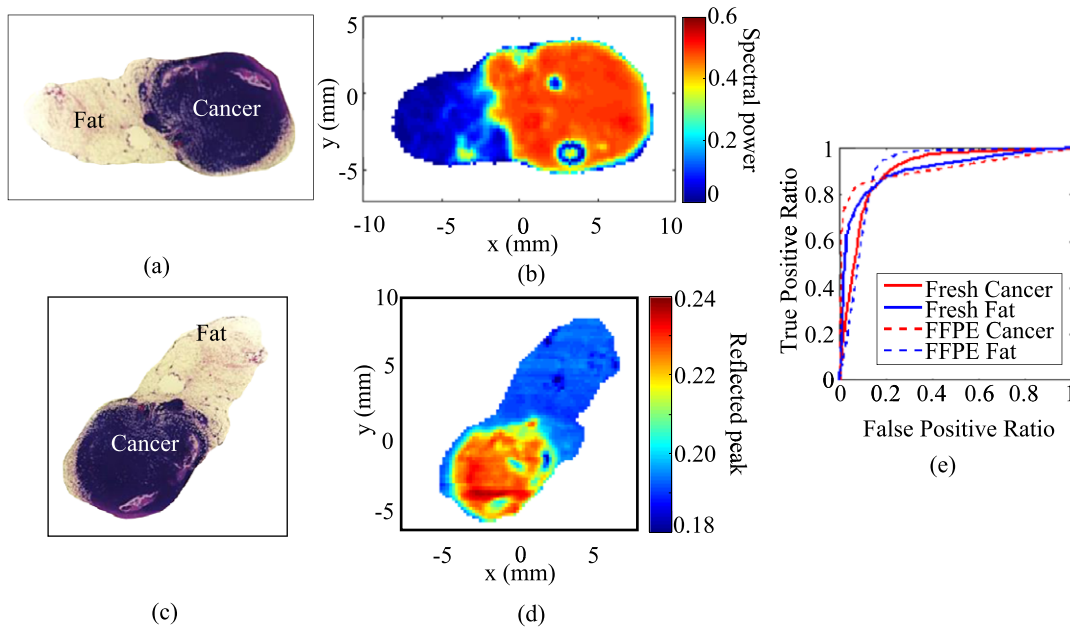 Fat
Cancer
(a)
5
0
-5
y (mm)
-10
-5
0
5
10
x (mm)
0.6
0.4
0.2
0
Spectral power
(b)
Fat
Cancer
(c)
10
5
0
-5
y (mm)
-5
0
5
x (mm)
0.24
0.22
0.20
0.18
Reflected peak
(d)
1
0.8
0.6
0.4
0.2
0
True Positive Ratio
Fresh Cancer
Fresh Fat
FFPE Cancer
FFPE Fat
0
0.2
0.4
0.6
0.8
1
False Positive Ratio
(e)